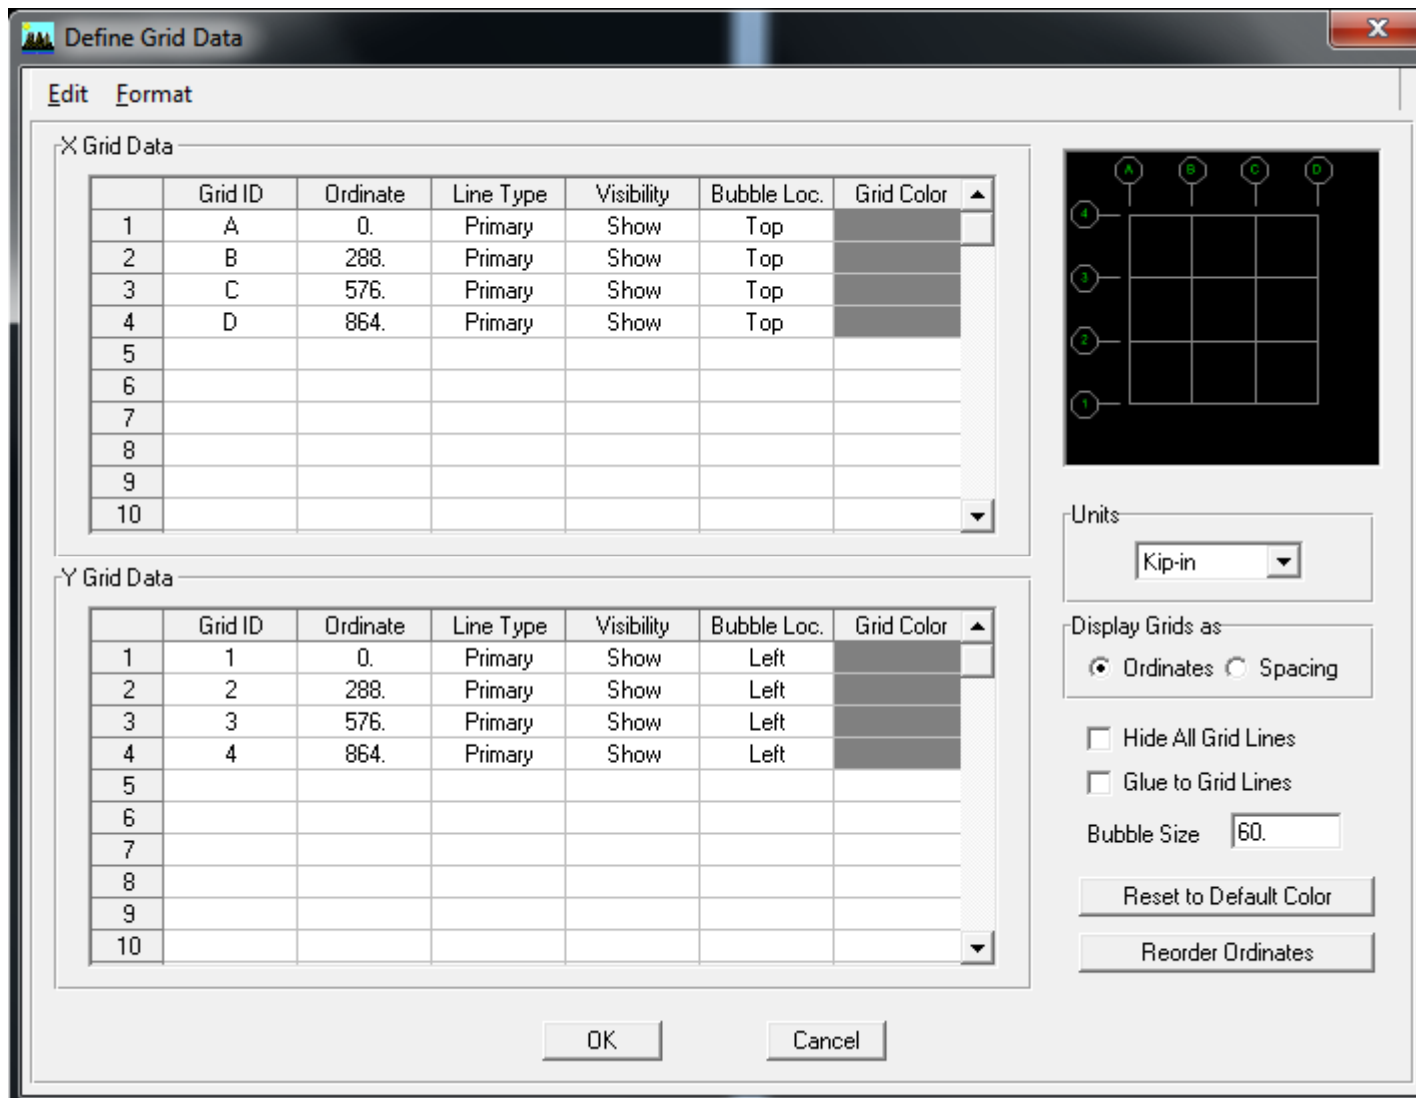 Define Grid Data
Edit Format
X Grid Data
Grid ID Ordinate Line Type Visibility Bubble Loc. Grid Color
1 A 0. Primary Show Top
2 B 288. Primary Show Top
3 C 576. Primary Show Top
4 D 864. Primary Show Top
5
6
7
8
9
10
A B C D
4
3
2
1
Units
Kip-in
Y Grid Data
Grid ID Ordinate Line Type Visibility Bubble Loc. Grid Color
1 1 0. Primary Show Left
2 2 288. Primary Show Left
3 3 576. Primary Show Left
4 4 864. Primary Show Left
5
6
7
8
9
10
Display Grids as
Ordinates Spacing
Hide All Grid Lines
Glue to Grid Lines
Bubble Size 60.
Reset to Default Color
Reorder Ordinates
OK Cancel